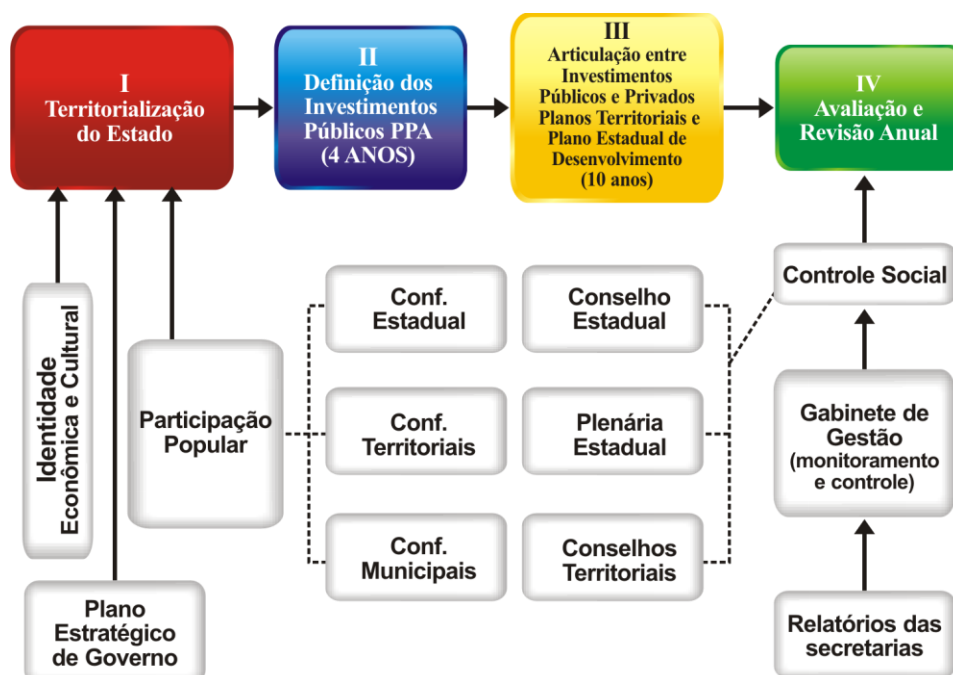 I
Territorialização
do Estado
II
Definição dos
Investimentos
Públicos PPA
(4 ANOS)
III
Articulação entre
Investimentos
Públicos e Privados
Planos Territoriais e
Plano Estadual de
Desenvolvimento
(10 anos)
IV
Avaliação e
Revisão Anual
Identidade
Econômica e Cultural
Plano
Estratégico
de Governo
Participação
Popular
Conf.
Estadual
Conf.
Territoriais
Conf.
Municipais
Conselho
Estadual
Plenária
Estadual
Conselhos
Territoriais
Controle Social
Gabinete de
Gestão
(monitoramento
e controle)
Relatórios das
secretarias